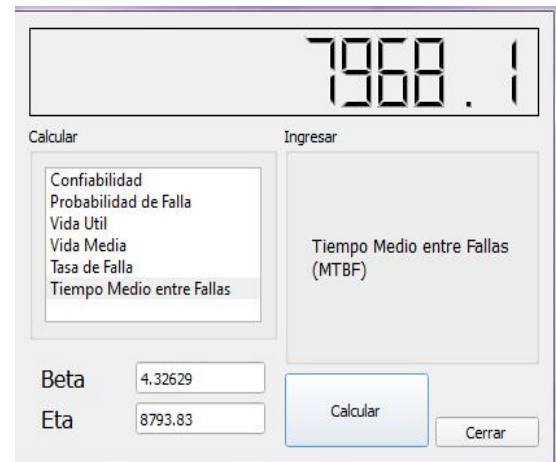 7968.1
Calcular
Ingresar
Confiabilidad
Probabilidad de Falla
Vida Util
Vida Media
Tasa de Falla
Tiempo Medio entre Fallas
Tiempo Medio entre Fallas
(MTBF)
Beta
4.32629
Eta
8793.83
Calcular
Cerrar